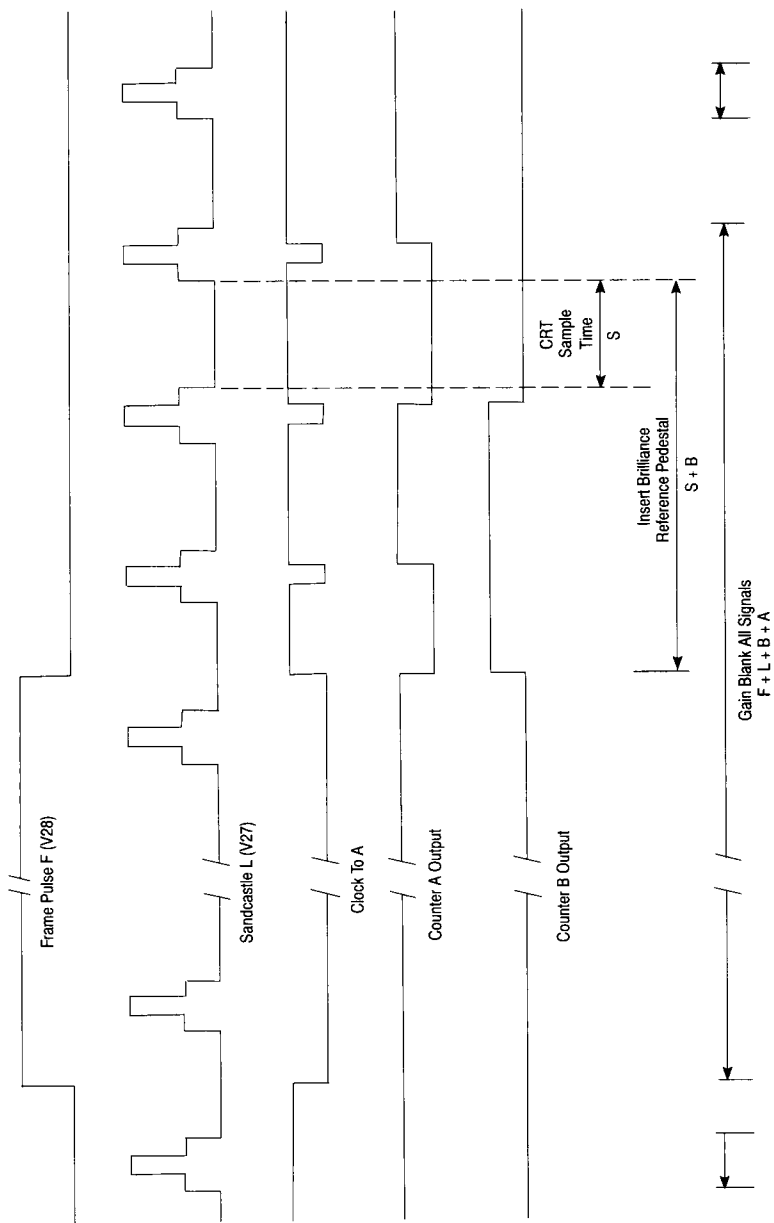 Frame Pulse F (V28)
Sandcastle L (V27)
Clock To A
Counter A Output
Counter B Output
CRT
Sample
Time
S
Insert Brilliance
Reference Pedestal
S + B
Gain Blank All Signals
F + L + B + A